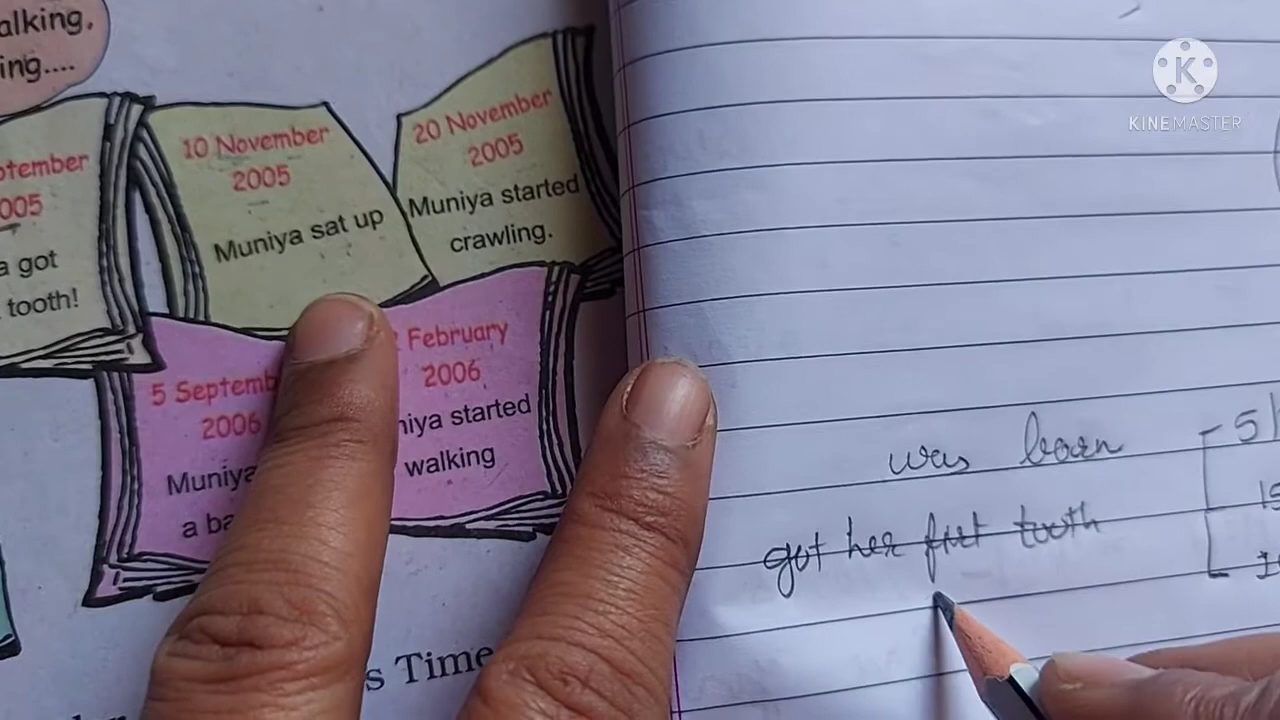 alking,
ing....
ptember
005
a got
tooth!
10 November
2005
Muniya sat up
20 November
2005
Muniya started
crawling.
5 Septemb
2006
Muniya
a ba
February
2006
niya started
walking
s Time
was born
got her first tooth
5
KINEMASTER